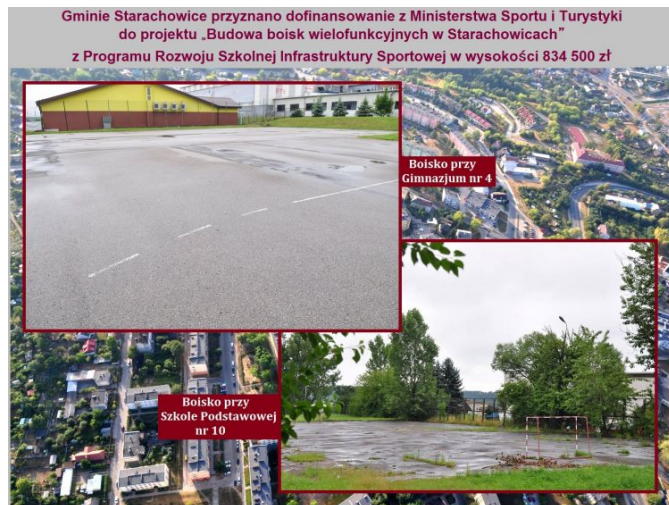 Gminie Starachowice przyznano dofinansowanie z Ministerstwa Sportu i Turystyki
do projektu „Budowa boisk wielofunkcyjnych w Starachowicach”
z Programu Rozwoju Szkolnej Infrastruktury Sportowej w wysokości 834 500 zł
Boisko przy
Gimnazjum nr 4
Boisko przy
Szkole Podstawowej
nr 10